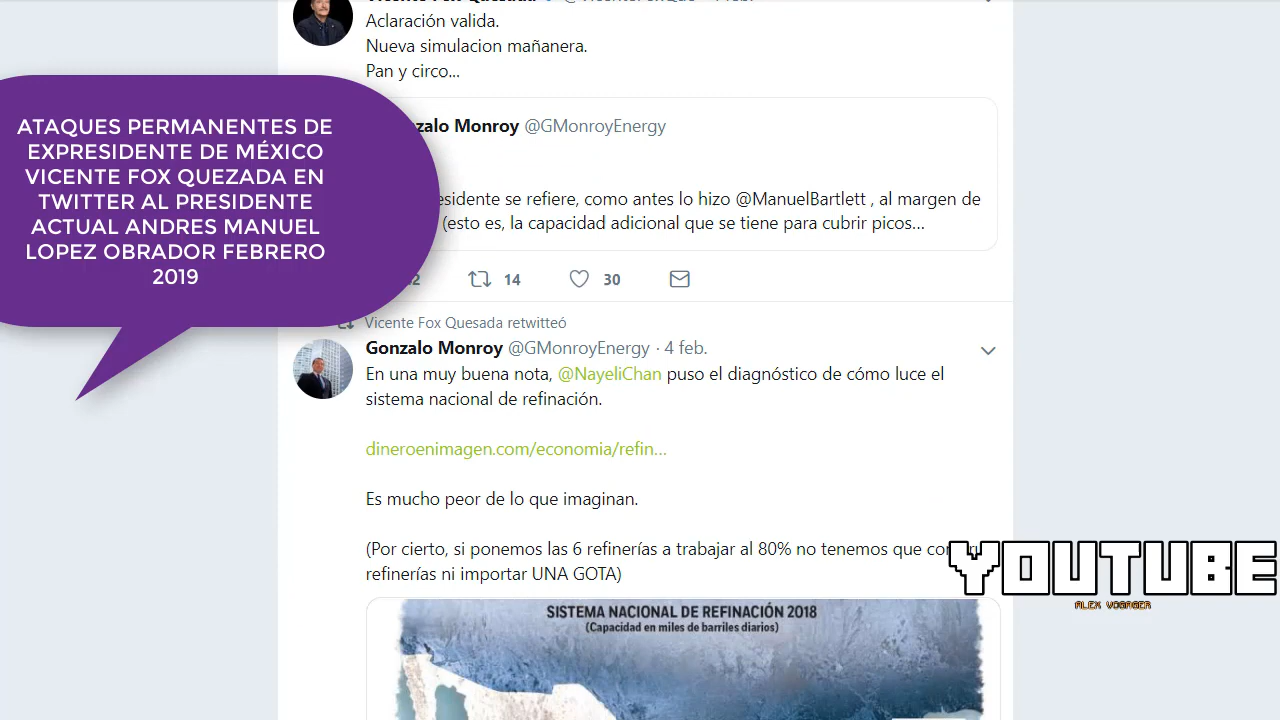 Aclaración valida.
Nueva simulacion mañanera.
Pan y circo...
ATAQUES PERMANENTES DE
EXPRESIDENTE DE MÉXICO
VICENTE FOX QUEZADA EN
TWITTER AL PRESIDENTE
ACTUAL ANDRES MANUEL
LOPEZ OBRADOR FEBRERO
2019
Monroy @GMonroyEnergy
se refiere, como antes lo hizo @ManuelBartlett , al margen de
(esto es, la capacidad adicional que se tiene para cubrir picos...
14 30
Vicente Fox Quesada retwitteó
Gonzalo Monroy @GMonroyEnergy · 4 feb.
En una muy buena nota, @NayeliChan puso el diagnóstico de cómo luce el
sistema nacional de refinación.
dineroenimagen.com/economia/refin...
Es mucho peor de lo que imaginan.
(Por cierto, si ponemos las 6 refinerías a trabajar al 80% no tenemos que
refinerías ni importar UNA GOTA)
YOUTUBE
ALEX VOGAGER
SISTEMA NACIONAL DE REFINACIÓN 2018
(Capacidad en miles de barriles diarios)